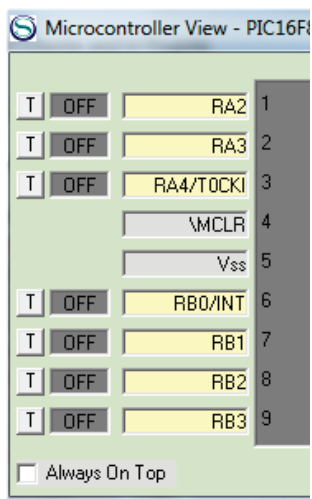 Microcontroller View - PIC16F8
T OFF RA2 1
T OFF RA3 2
T OFF RA4/T0CKI 3
\MCLR 4
Vss 5
T OFF RB0/INT 6
T OFF RB1 7
T OFF RB2 8
T OFF RB3 9
Always On Top